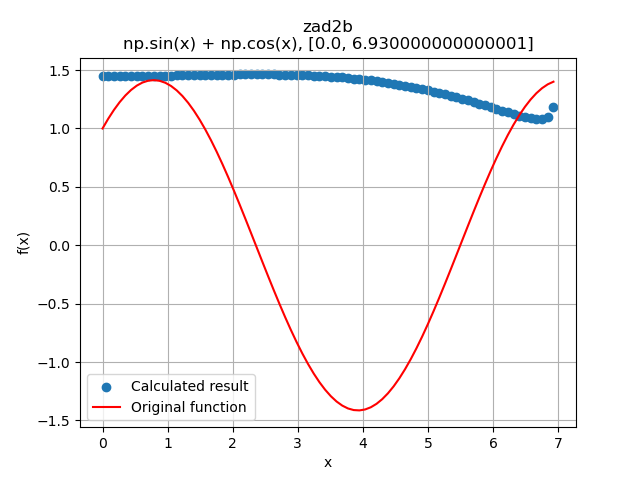 zad2b
np.sin(x) + np.cos(x), [0.0, 6.930000000000001]
1.5
1.0
0.5
0.0
−0.5
−1.0
−1.5
f(x)
Calculated result
Original function
0 1 2 3 4 5 6 7
x